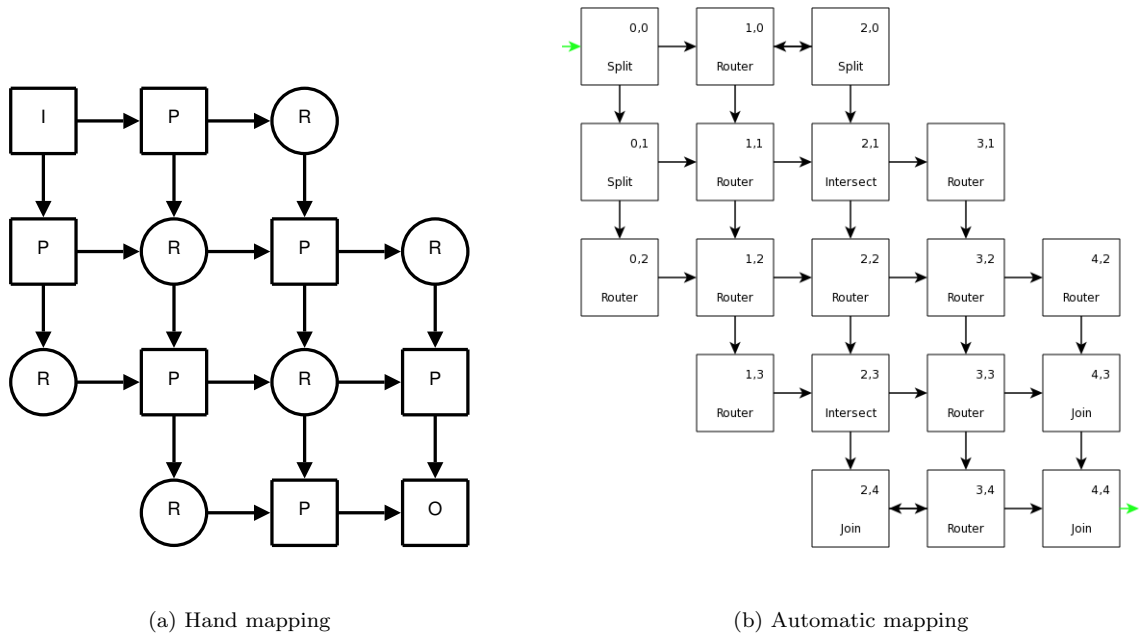 I
P
R
P
R
P
R
R
P
R
P
R
P
O
(a) Hand mapping
0,0
Split
1,0
Router
2,0
Split
0,1
Split
1,1
Router
2,1
Intersect
3,1
Router
0,2
Router
1,2
Router
2,2
Router
3,2
Router
4,2
Router
1,3
Router
2,3
Intersect
3,3
Router
4,3
Join
2,4
Join
3,4
Router
4,4
Join
(b) Automatic mapping